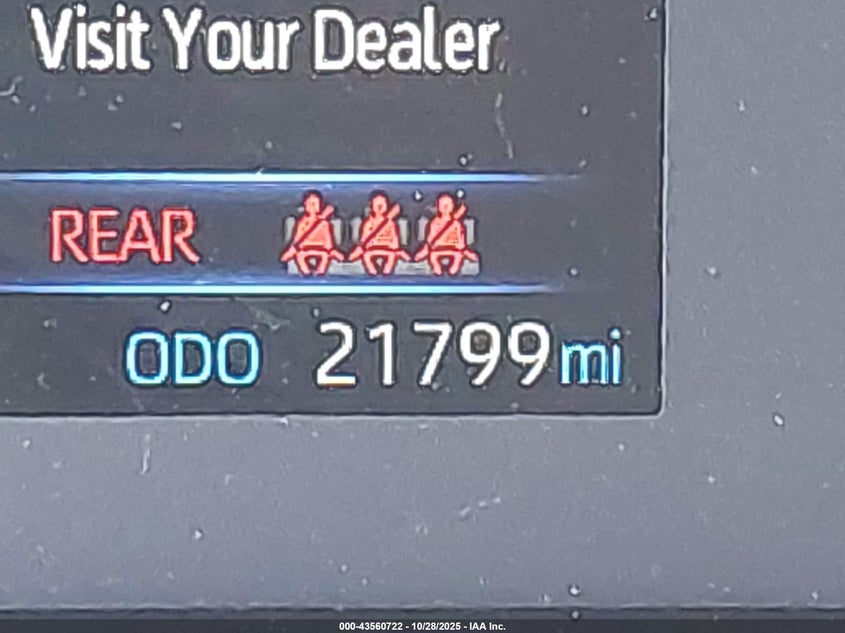 Visit Your Dealer
REAR
ODO 21799 mi
000-43560722 - 10/28/2025 - IAA Inc.